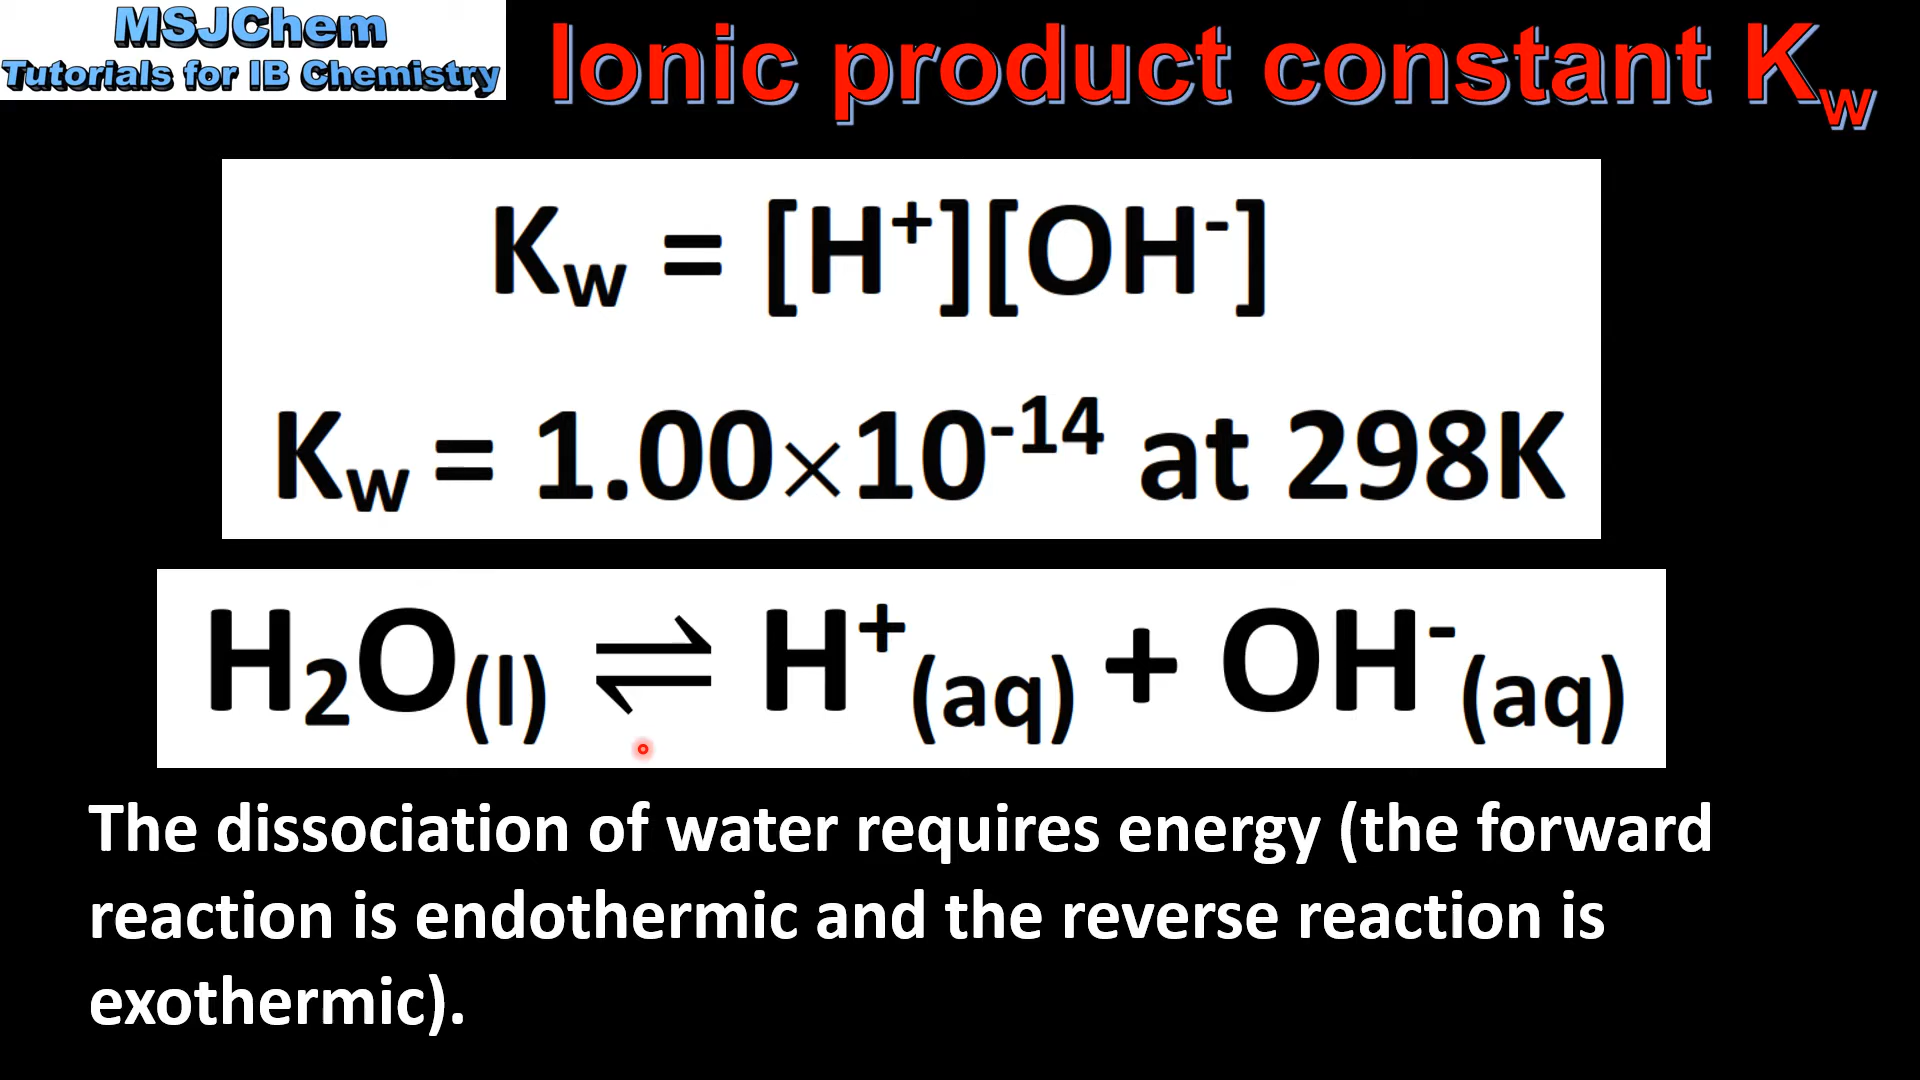 MSJChem
Tutorials for IB Chemistry
Ionic product constant Kw
Kw = [H⁺][OH⁻]
Kw = 1.00×10⁻¹⁴ at 298K
H₂O(l) ⇌ H⁺(aq) + OH⁻(aq)
The dissociation of water requires energy (the forward
reaction is endothermic and the reverse reaction is
exothermic).